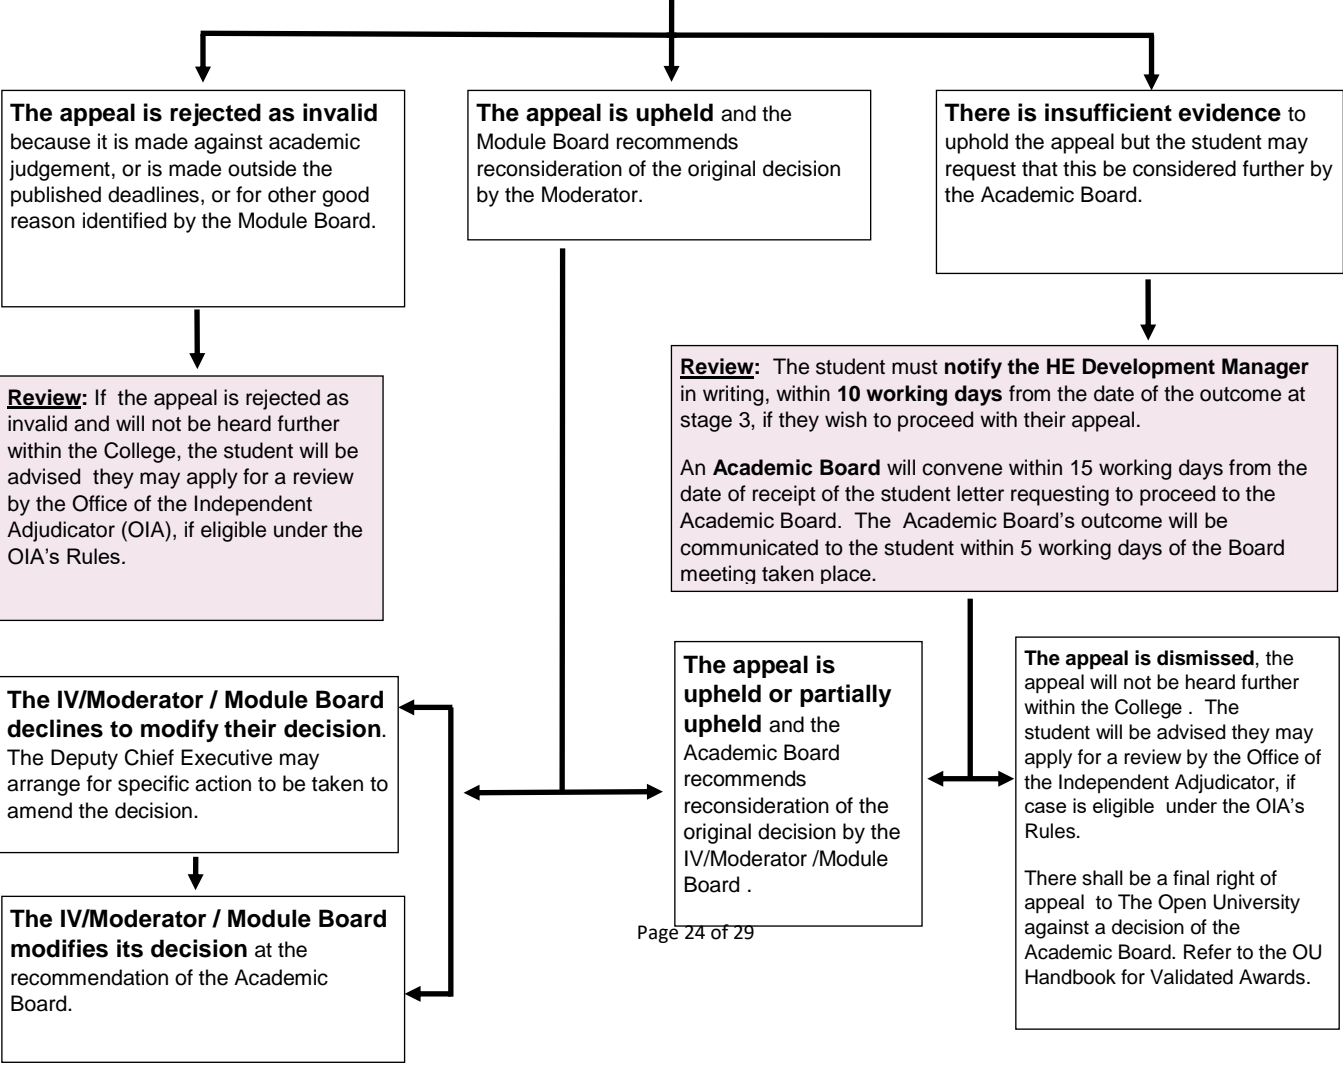 The appeal is rejected as invalid
because it is made against academic
judgement, or is made outside the
published deadlines, or for other good
reason identified by the Module Board.
The appeal is upheld and the
Module Board recommends
reconsideration of the original decision
by the Moderator.
There is insufficient evidence to
uphold the appeal but the student may
request that this be considered further by
the Academic Board.
Review: If the appeal is rejected as
invalid and will not be heard further
within the College, the student will be
advised they may apply for a review
by the Office of the Independent
Adjudicator (OIA), if eligible under the
OIA’s Rules.
Review: The student must notify the HE Development Manager
in writing, within 10 working days from the date of the outcome at
stage 3, if they wish to proceed with their appeal.
An Academic Board will convene within 15 working days from the
date of receipt of the student letter requesting to proceed to the
Academic Board. The Academic Board’s outcome will be
communicated to the student within 5 working days of the Board
meeting taken place.
The IV/Moderator / Module Board
declines to modify their decision.
The Deputy Chief Executive may
arrange for specific action to be taken to
amend the decision.
The IV/Moderator / Module Board
modifies its decision at the
recommendation of the Academic
Board.
The appeal is
upheld or partially
upheld and the
Academic Board
recommends
reconsideration of the
original decision by the
IV/Moderator /Module
Board .
The appeal is dismissed, the
appeal will not be heard further
within the College . The
student will be advised they may
apply for a review by the Office of
the Independent Adjudicator, if
case is eligible under the OIA’s
Rules.
There shall be a final right of
appeal to The Open University
against a decision of the
Academic Board. Refer to the OU
Handbook for Validated Awards.
Page 24 of 29